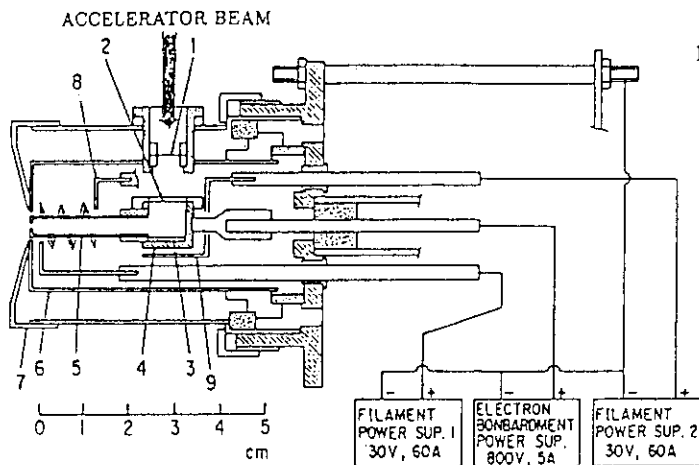 ACCELERATOR BEAM
2
1
8
7
6
5
4
3
9
0
1
2
3
4
5
cm
- +
- +
- +
FILAMENT
POWER SUP. 1
30V, 60A
ELECTRON
BONBARDMENT
POWER SUP.
800V, 5A
FILAMENT
POWER SUP. 2
30V, 60A